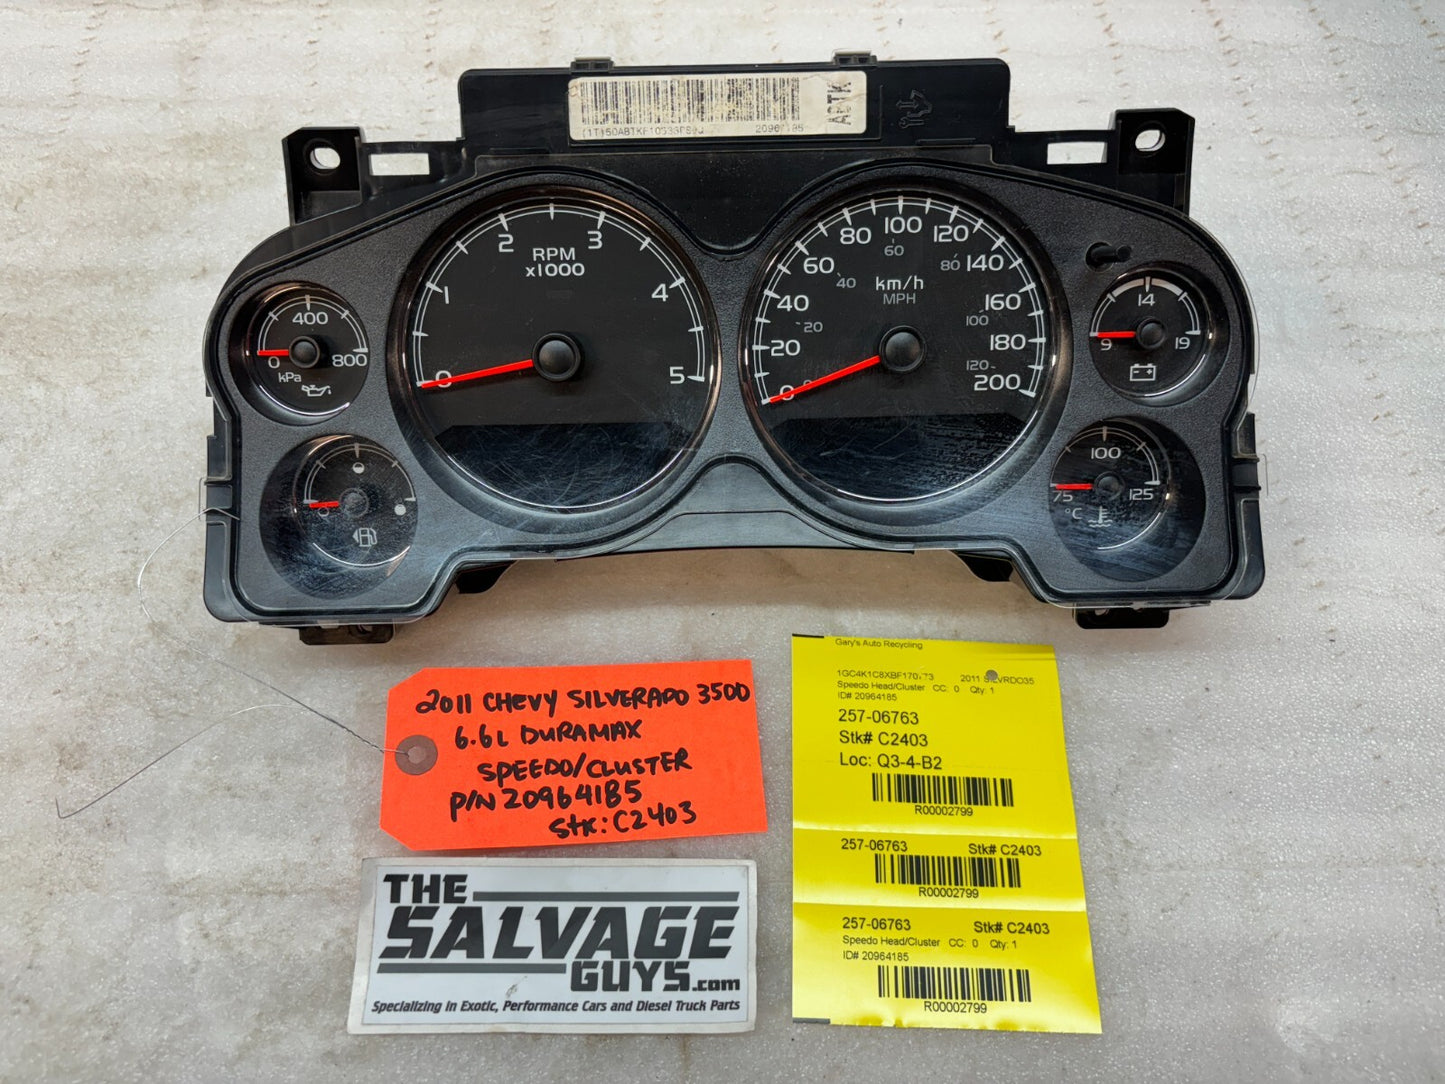 20964185
ACTK
2
RPM
x1000
3
1
4
0
5
400
0
800
kPa
80
100
120
60
60
80
140
40
km/h
MPH
40
160
20
100
20
180
120
0
200
14
9
19
100
75
125
°C
2011 CHEVY SILVERADO 3500
6.6L DURAMAX
SPEEDO/CLUSTER
P/N 20964185
Stk: C2403
THE
SALVAGE
GUYS.com
Specializing in Exotic, Performance Cars and Diesel Truck Parts
Gary's Auto Recycling
2011
Speedo Head/Cluster CC: 0 Qty: 1
ID# 20964185
257-06763
Stk# C2403
Loc: Q3-4-B2
R00002799
257-06763 Stk# C2403
R00002799
257-06763 Stk# C2403
Speedo Head/Cluster CC: 0 Qty: 1
ID# 20964185
R00002799